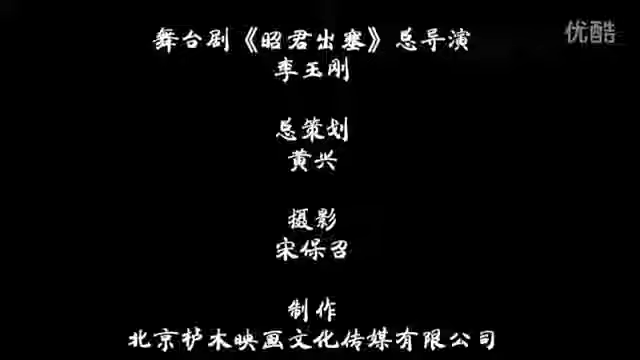 优酷
舞台剧《昭君出塞》总导演
李玉刚
总策划
黄兴
摄影
宋保召
制作
北京栌木映画文化传媒有限公司